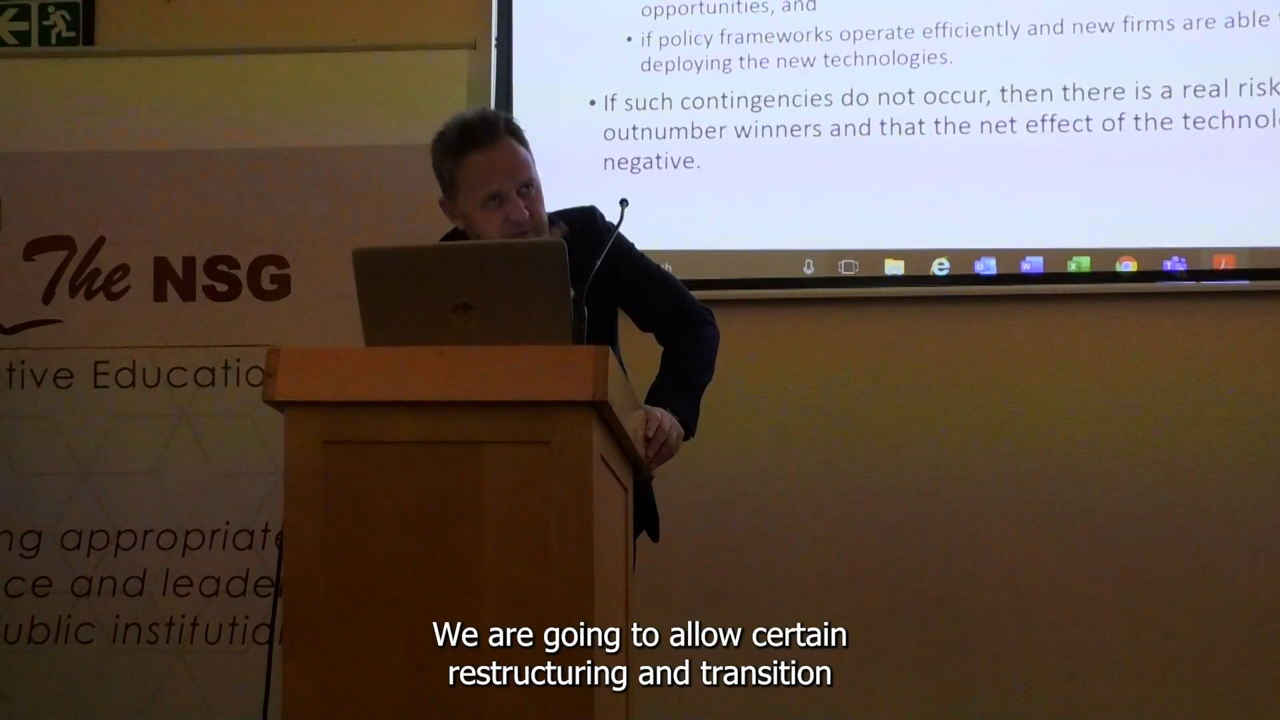 opportunities, and
• if policy frameworks operate efficiently and new firms are able
deploying the new technologies.
• If such contingencies do not occur, then there is a real risk
outnumber winners and that the net effect of the technol
negative.
The NSG
tive Educatio
ng appropriate
ce and leade
ublic institutio
We are going to allow certain
restructuring and transition